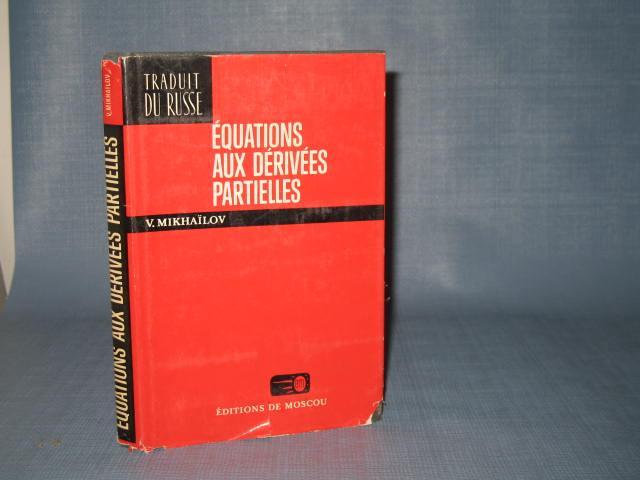 TRADUIT
DU RUSSE
ÉQUATIONS
AUX DÉRIVÉES
PARTIELLES
V. MIKHAÏLOV
ÉDITIONS DE MOSCOU
V. MIKHAÏLOV
ÉQUATIONS AUX DÉRIVÉES PARTIELLES